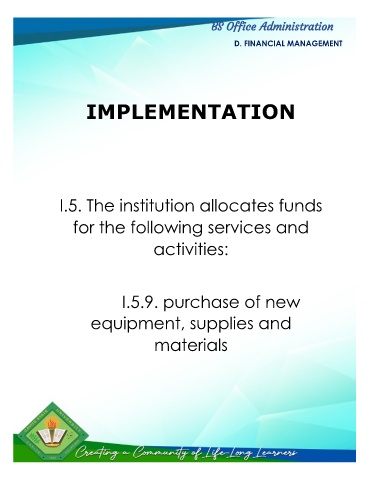 BS Office Administration
D. FINANCIAL MANAGEMENT
IMPLEMENTATION
I.5. The institution allocates funds
for the following services and
activities:
I.5.9. purchase of new
equipment, supplies and
materials
Creating a Community of Life-Long Learners